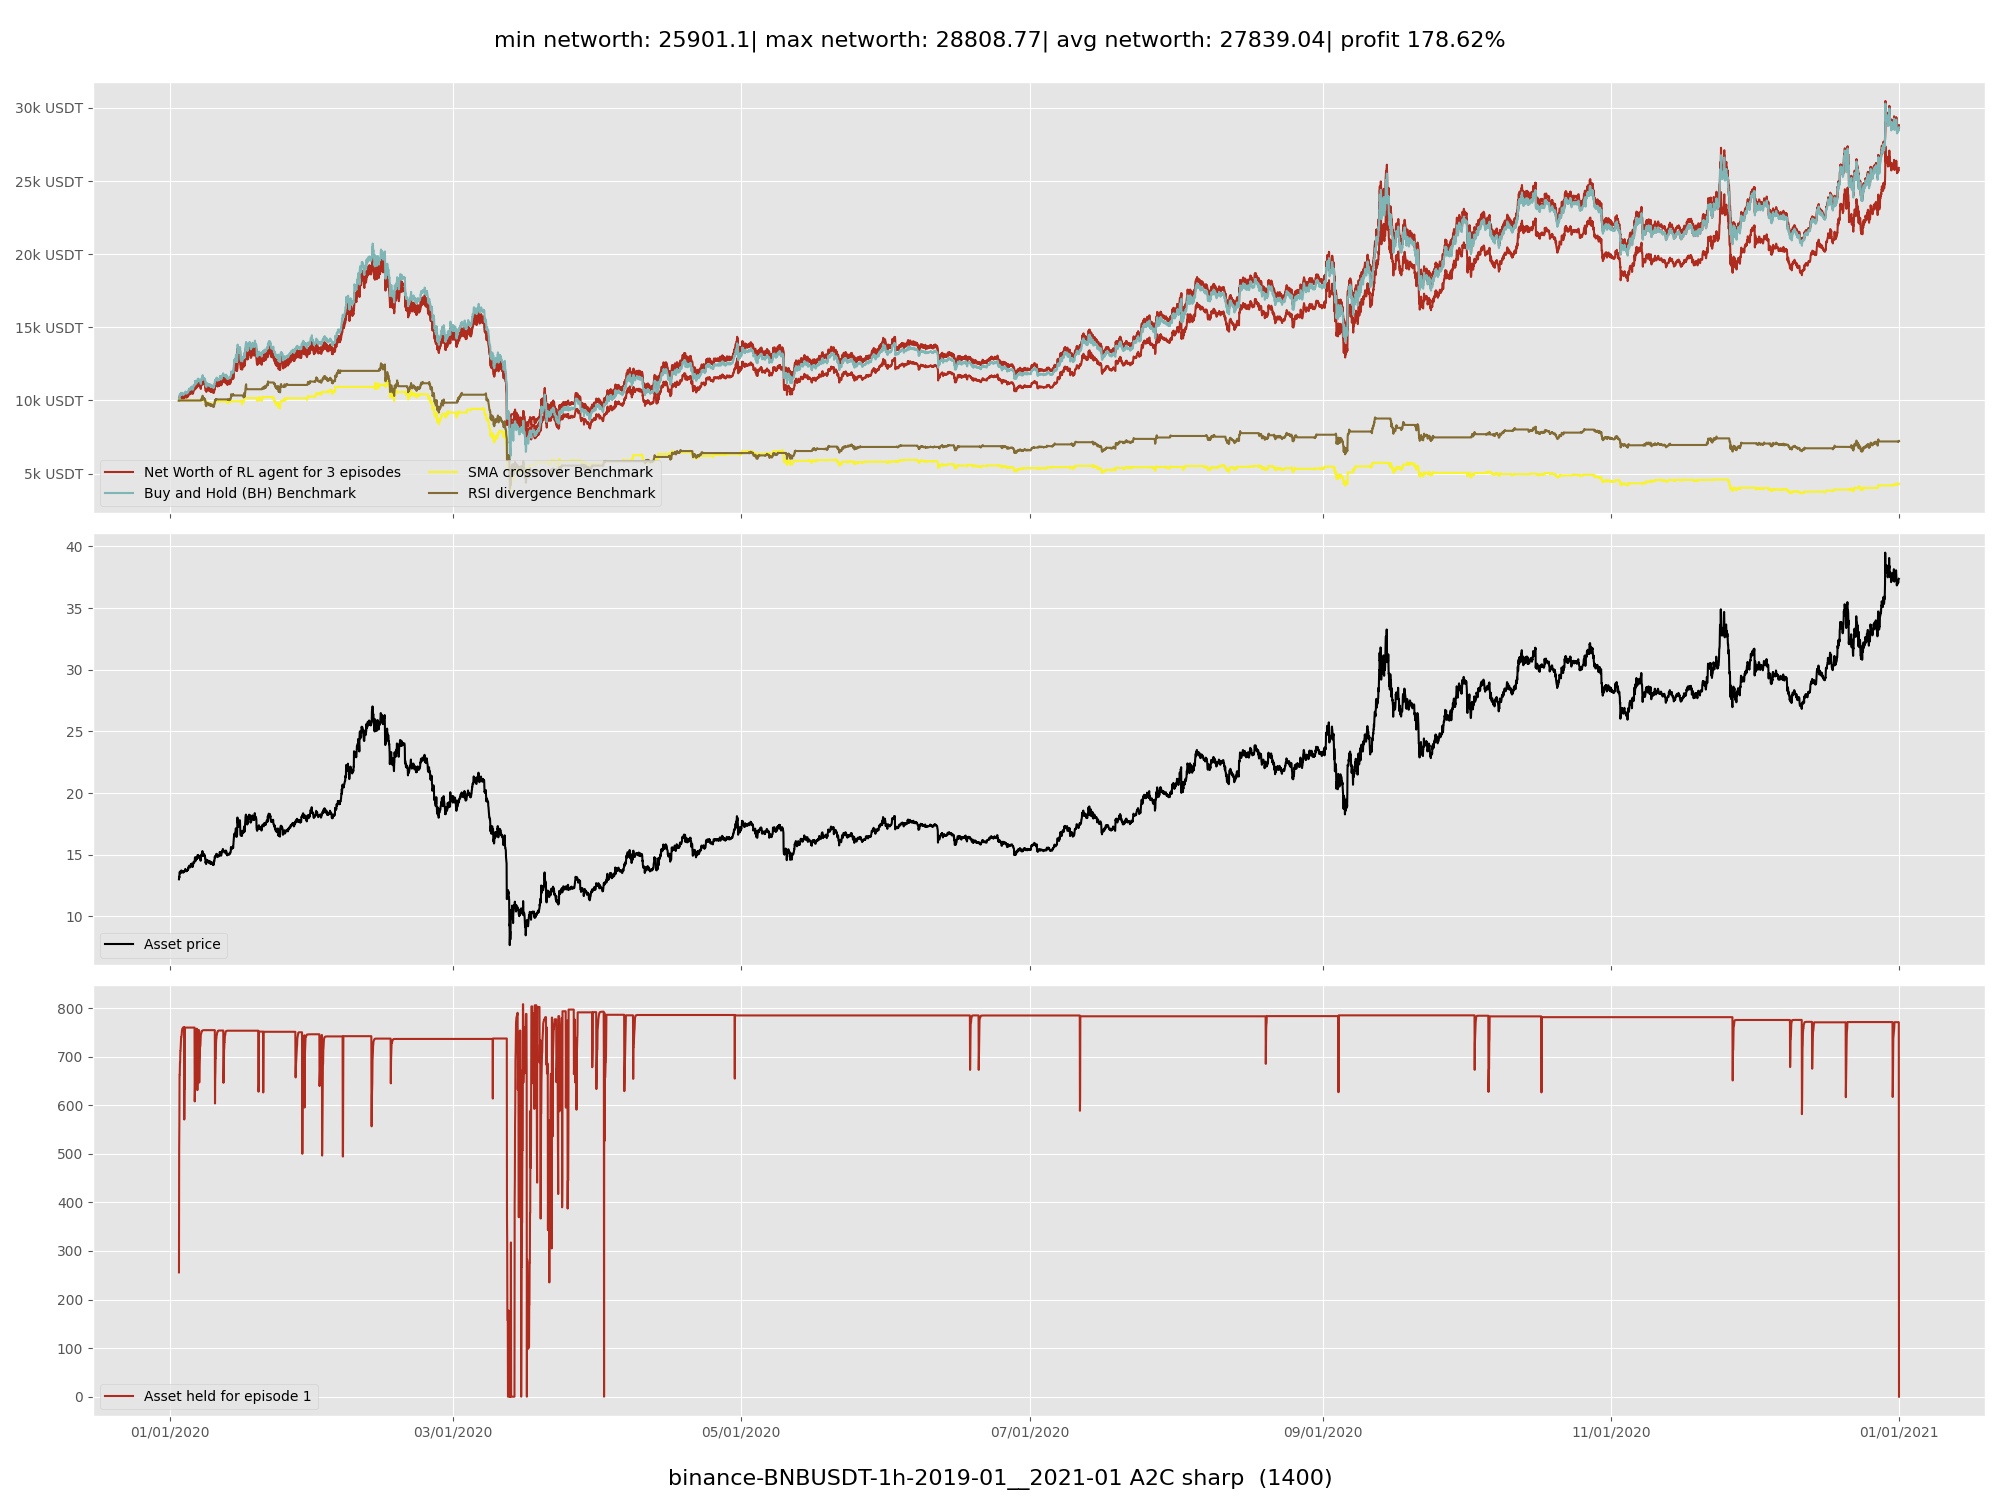 min networth: 25901.1| max networth: 28808.77| avg networth: 27839.04| profit 178.62%
30k USDT
25k USDT
20k USDT
15k USDT
10k USDT
5k USDT
Net Worth of RL agent for 3 episodes
Buy and Hold (BH) Benchmark
SMA crossover Benchmark
RSI divergence Benchmark
40
35
30
25
20
15
10
Asset price
800
700
600
500
400
300
200
100
0
Asset held for episode 1
01/01/2020 03/01/2020 05/01/2020 07/01/2020 09/01/2020 11/01/2020 01/01/2021
binance-BNBUSDT-1h-2019-01__2021-01 A2C sharp (1400)